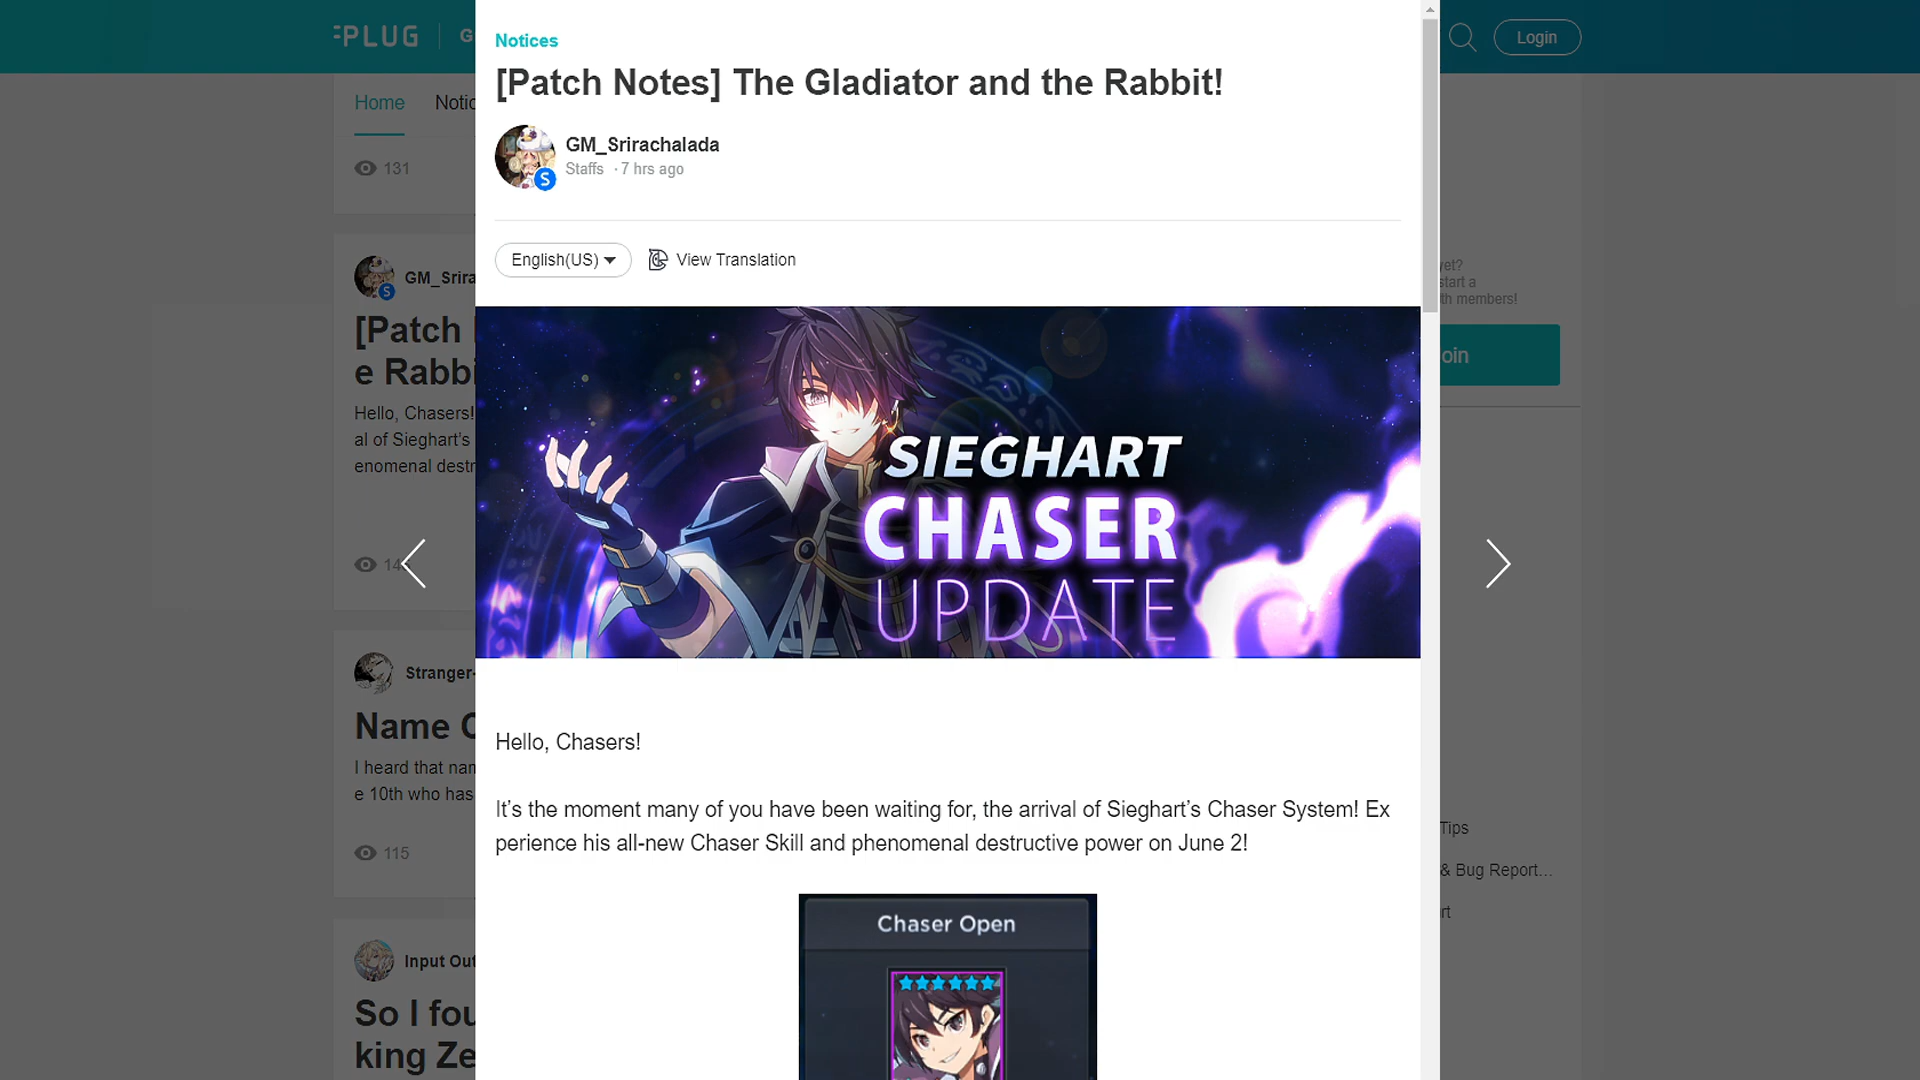 PLUG
G
Login
Home
Notic
131
GM_Srira
[Patch
e Rabbi
Hello, Chasers!
al of Sieghart's
enomenal destr
14
Stranger-
Name C
I heard that nam
e 10th who has
115
Input Out
So I fou
king Ze
Notices
[Patch Notes] The Gladiator and the Rabbit!
GM_Srirachalada
Staffs · 7 hrs ago
English(US)
View Translation
SIEGHART
CHASER
UPDATE
Hello, Chasers!
It’s the moment many of you have been waiting for, the arrival of Sieghart’s Chaser System! Ex
perience his all-new Chaser Skill and phenomenal destructive power on June 2!
Chaser Open
yet?
start a
th members!
oin
Tips
& Bug Report...
rt